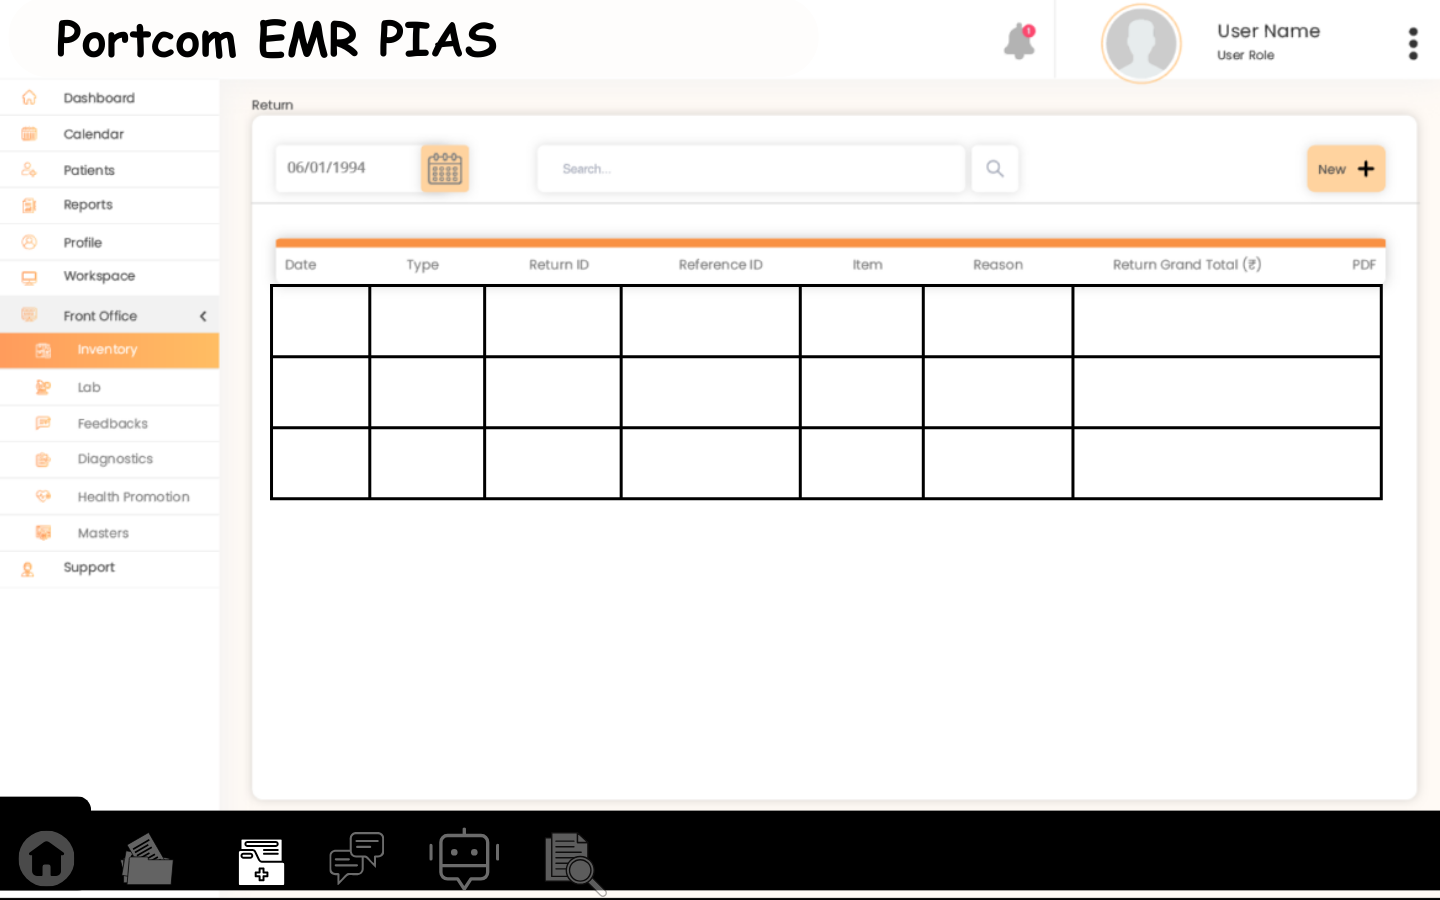 Portcom EMR PIAS
User Name
User Role
Dashboard
Calendar
Patients
Reports
Profile
Workspace
Front Office
Inventory
Lab
Feedbacks
Diagnostics
Health Promotion
Masters
Support
Return
06/01/1994
Search...
New
Date Type Return ID Reference ID Item Reason Return Grand Total (₹) PDF